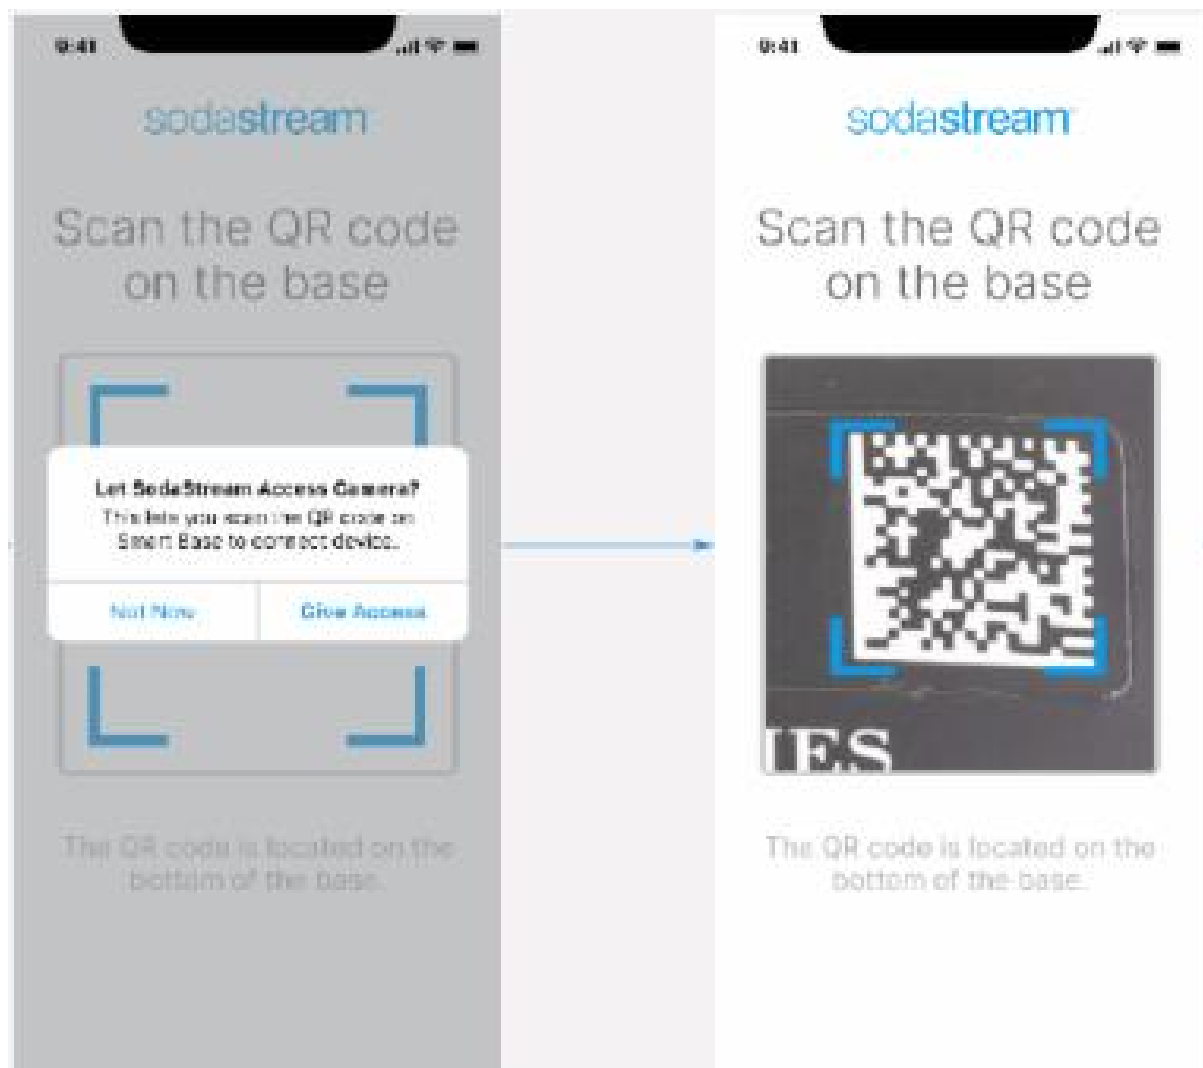 9:41
sodastream
Scan the QR code
on the base
Let SodaStream Access Camera?
This lets you scan the QR code on
Smart Base to connect device.
Not Now
Give Access
The QR code is located on the
bottom of the base.
9:41
sodastream
Scan the QR code
on the base
IES
The QR code is located on the
bottom of the base.